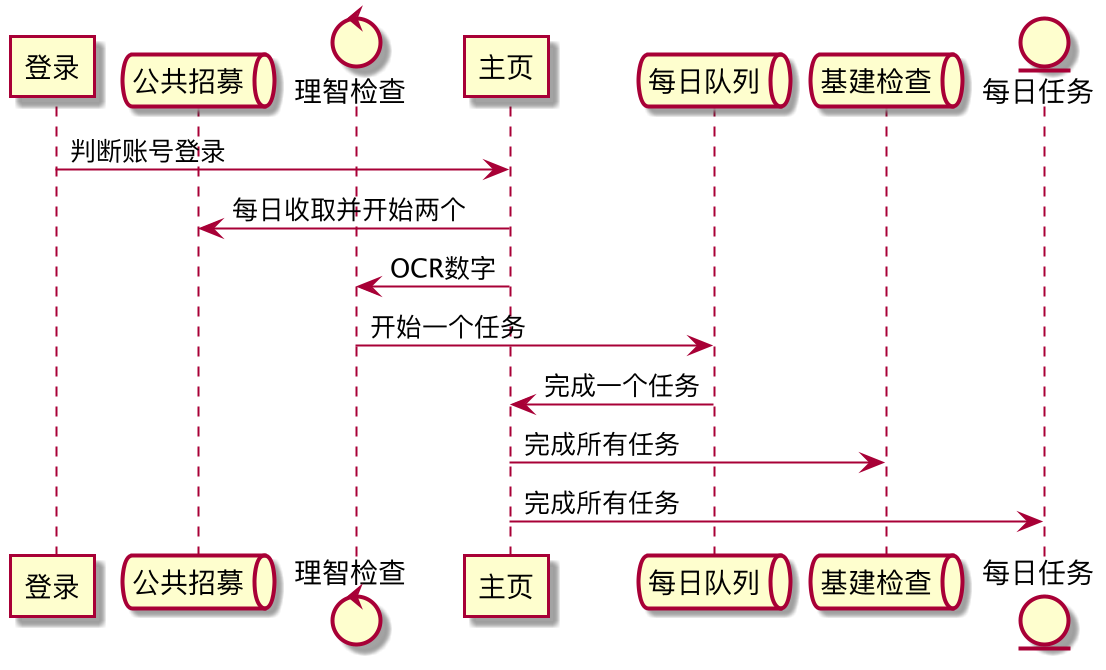 登录
公共招募
理智检查
主页
每日队列
基建检查
每日任务
判断账号登录
每日收取并开始两个
OCR数字
开始一个任务
完成一个任务
完成所有任务
完成所有任务
登录
公共招募
理智检查
主页
每日队列
基建检查
每日任务